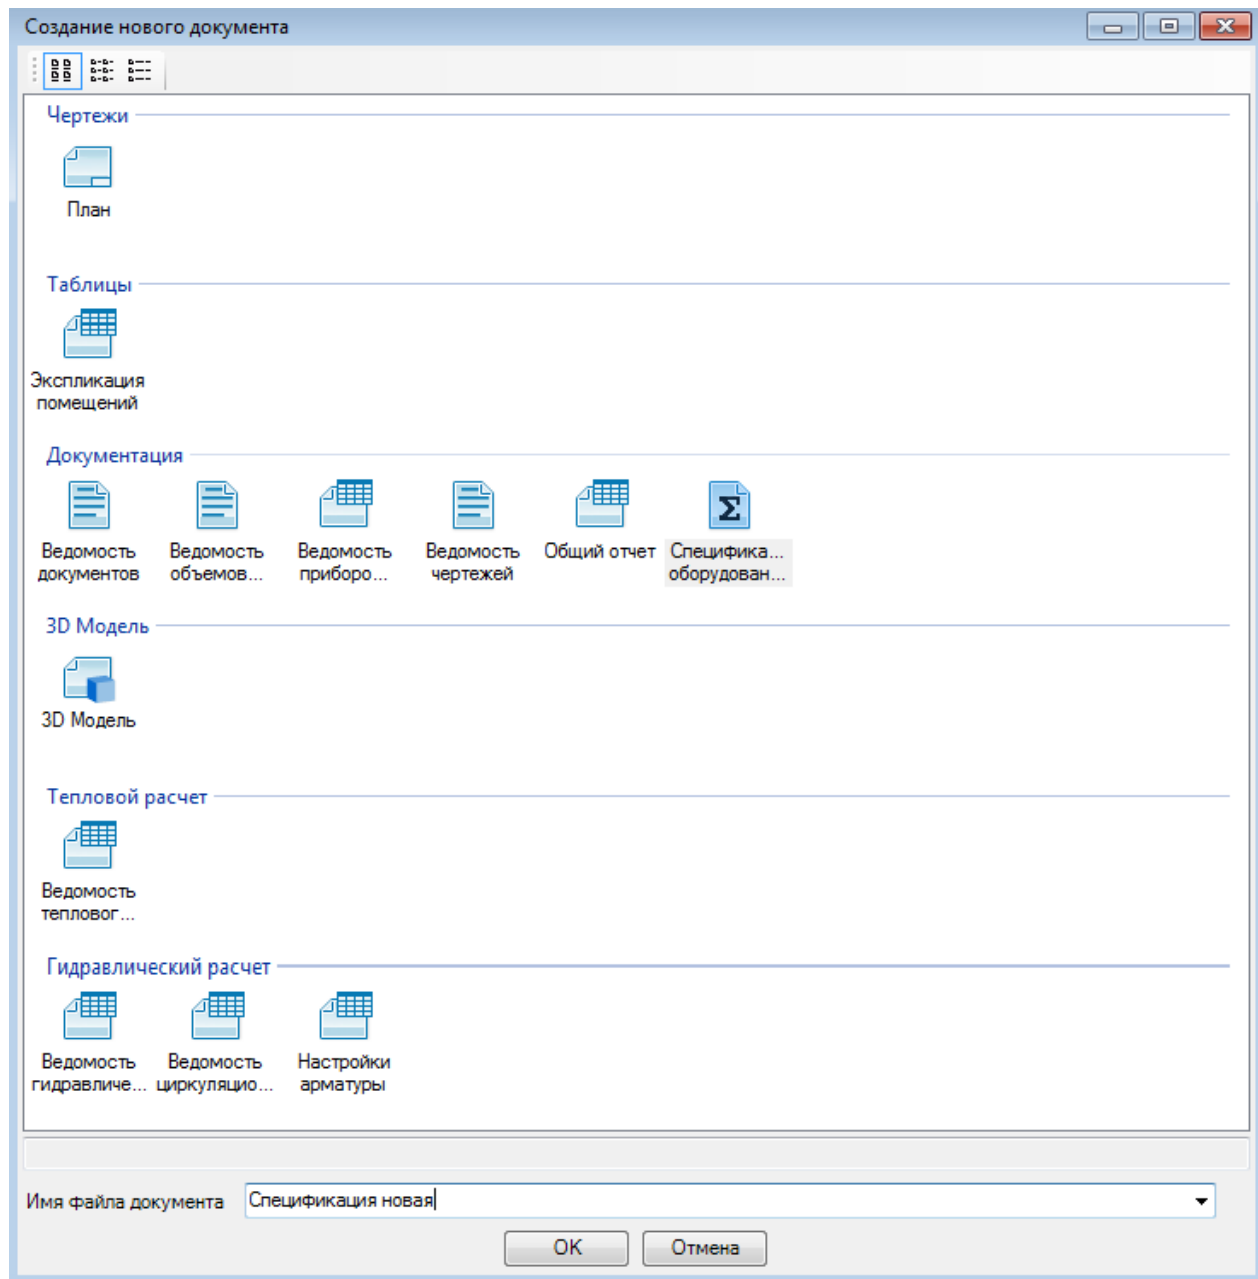 Создание нового документа
Чертежи
План
Таблицы
Экспликация
помещений
Документация
Ведомость
документов
Ведомость
объемов...
Ведомость
приборо...
Ведомость
чертежей
Общий отчет
Специфика...
оборудован...
3D Модель
3D Модель
Тепловой расчет
Ведомость
тепловог...
Гидравлический расчет
Ведомость
гидравличе...
Ведомость
циркуляцио...
Настройки
арматуры
Имя файла документа
Спецификация новая
OK
Отмена